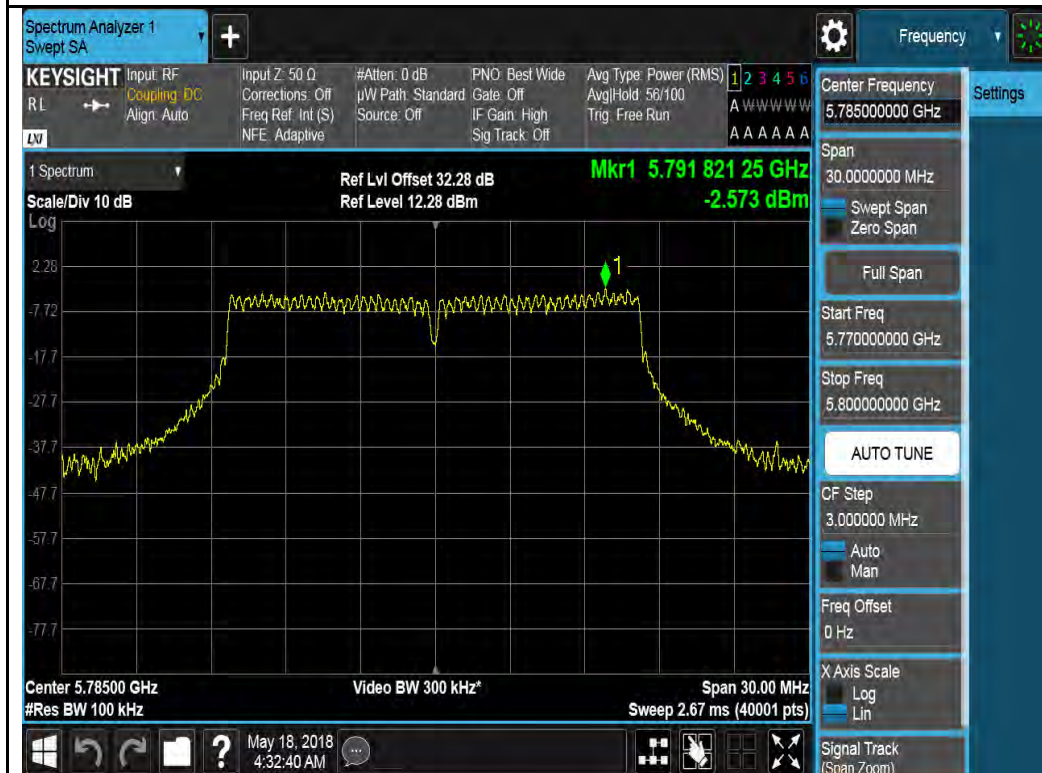 Spectrum Analyzer 1
Swept SA
+
Frequency
KEYSIGHT
R L
LXI
Input: RF
Coupling: DC
Align: Auto
Input Z: 50 Ω
Corrections: Off
Freq Ref: Int (S)
NFE: Adaptive
#Atten: 0 dB
µW Path: Standard
Source: Off
PNO: Best Wide
Gate: Off
IF Gain: High
Sig Track: Off
Avg Type: Power (RMS)
Avg|Hold: 56/100
Trig: Free Run
1 2 3 4 5 6
A W W W W W
A A A A A A
1 Spectrum
Scale/Div 10 dB
Ref Lvl Offset 32.28 dB
Ref Level 12.28 dBm
Mkr1 5.791 821 25 GHz
-2.573 dBm
Log
1
2.28
-7.72
-17.7
-27.7
-37.7
-47.7
-57.7
-67.7
-77.7
Center 5.78500 GHz
#Res BW 100 kHz
Video BW 300 kHz*
Span 30.00 MHz
Sweep 2.67 ms (40001 pts)
Center Frequency
5.785000000 GHz
Settings
Span
30.0000000 MHz
Swept Span
Zero Span
Full Span
Start Freq
5.770000000 GHz
Stop Freq
5.800000000 GHz
AUTO TUNE
CF Step
3.000000 MHz
Auto
Man
Freq Offset
0 Hz
X Axis Scale
Log
Lin
Signal Track
(Span Zoom)
?
May 18, 2018
4:32:40 AM